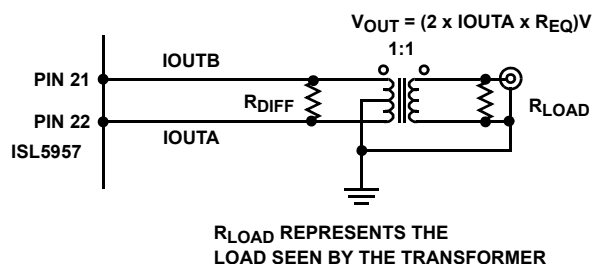 V_OUT = (2 x IOUTA x R_EQ)V
1:1
IOUTB
PIN 21
R_DIFF
R_LOAD
PIN 22
IOUTA
ISL5957
R_LOAD REPRESENTS THE
LOAD SEEN BY THE TRANSFORMER